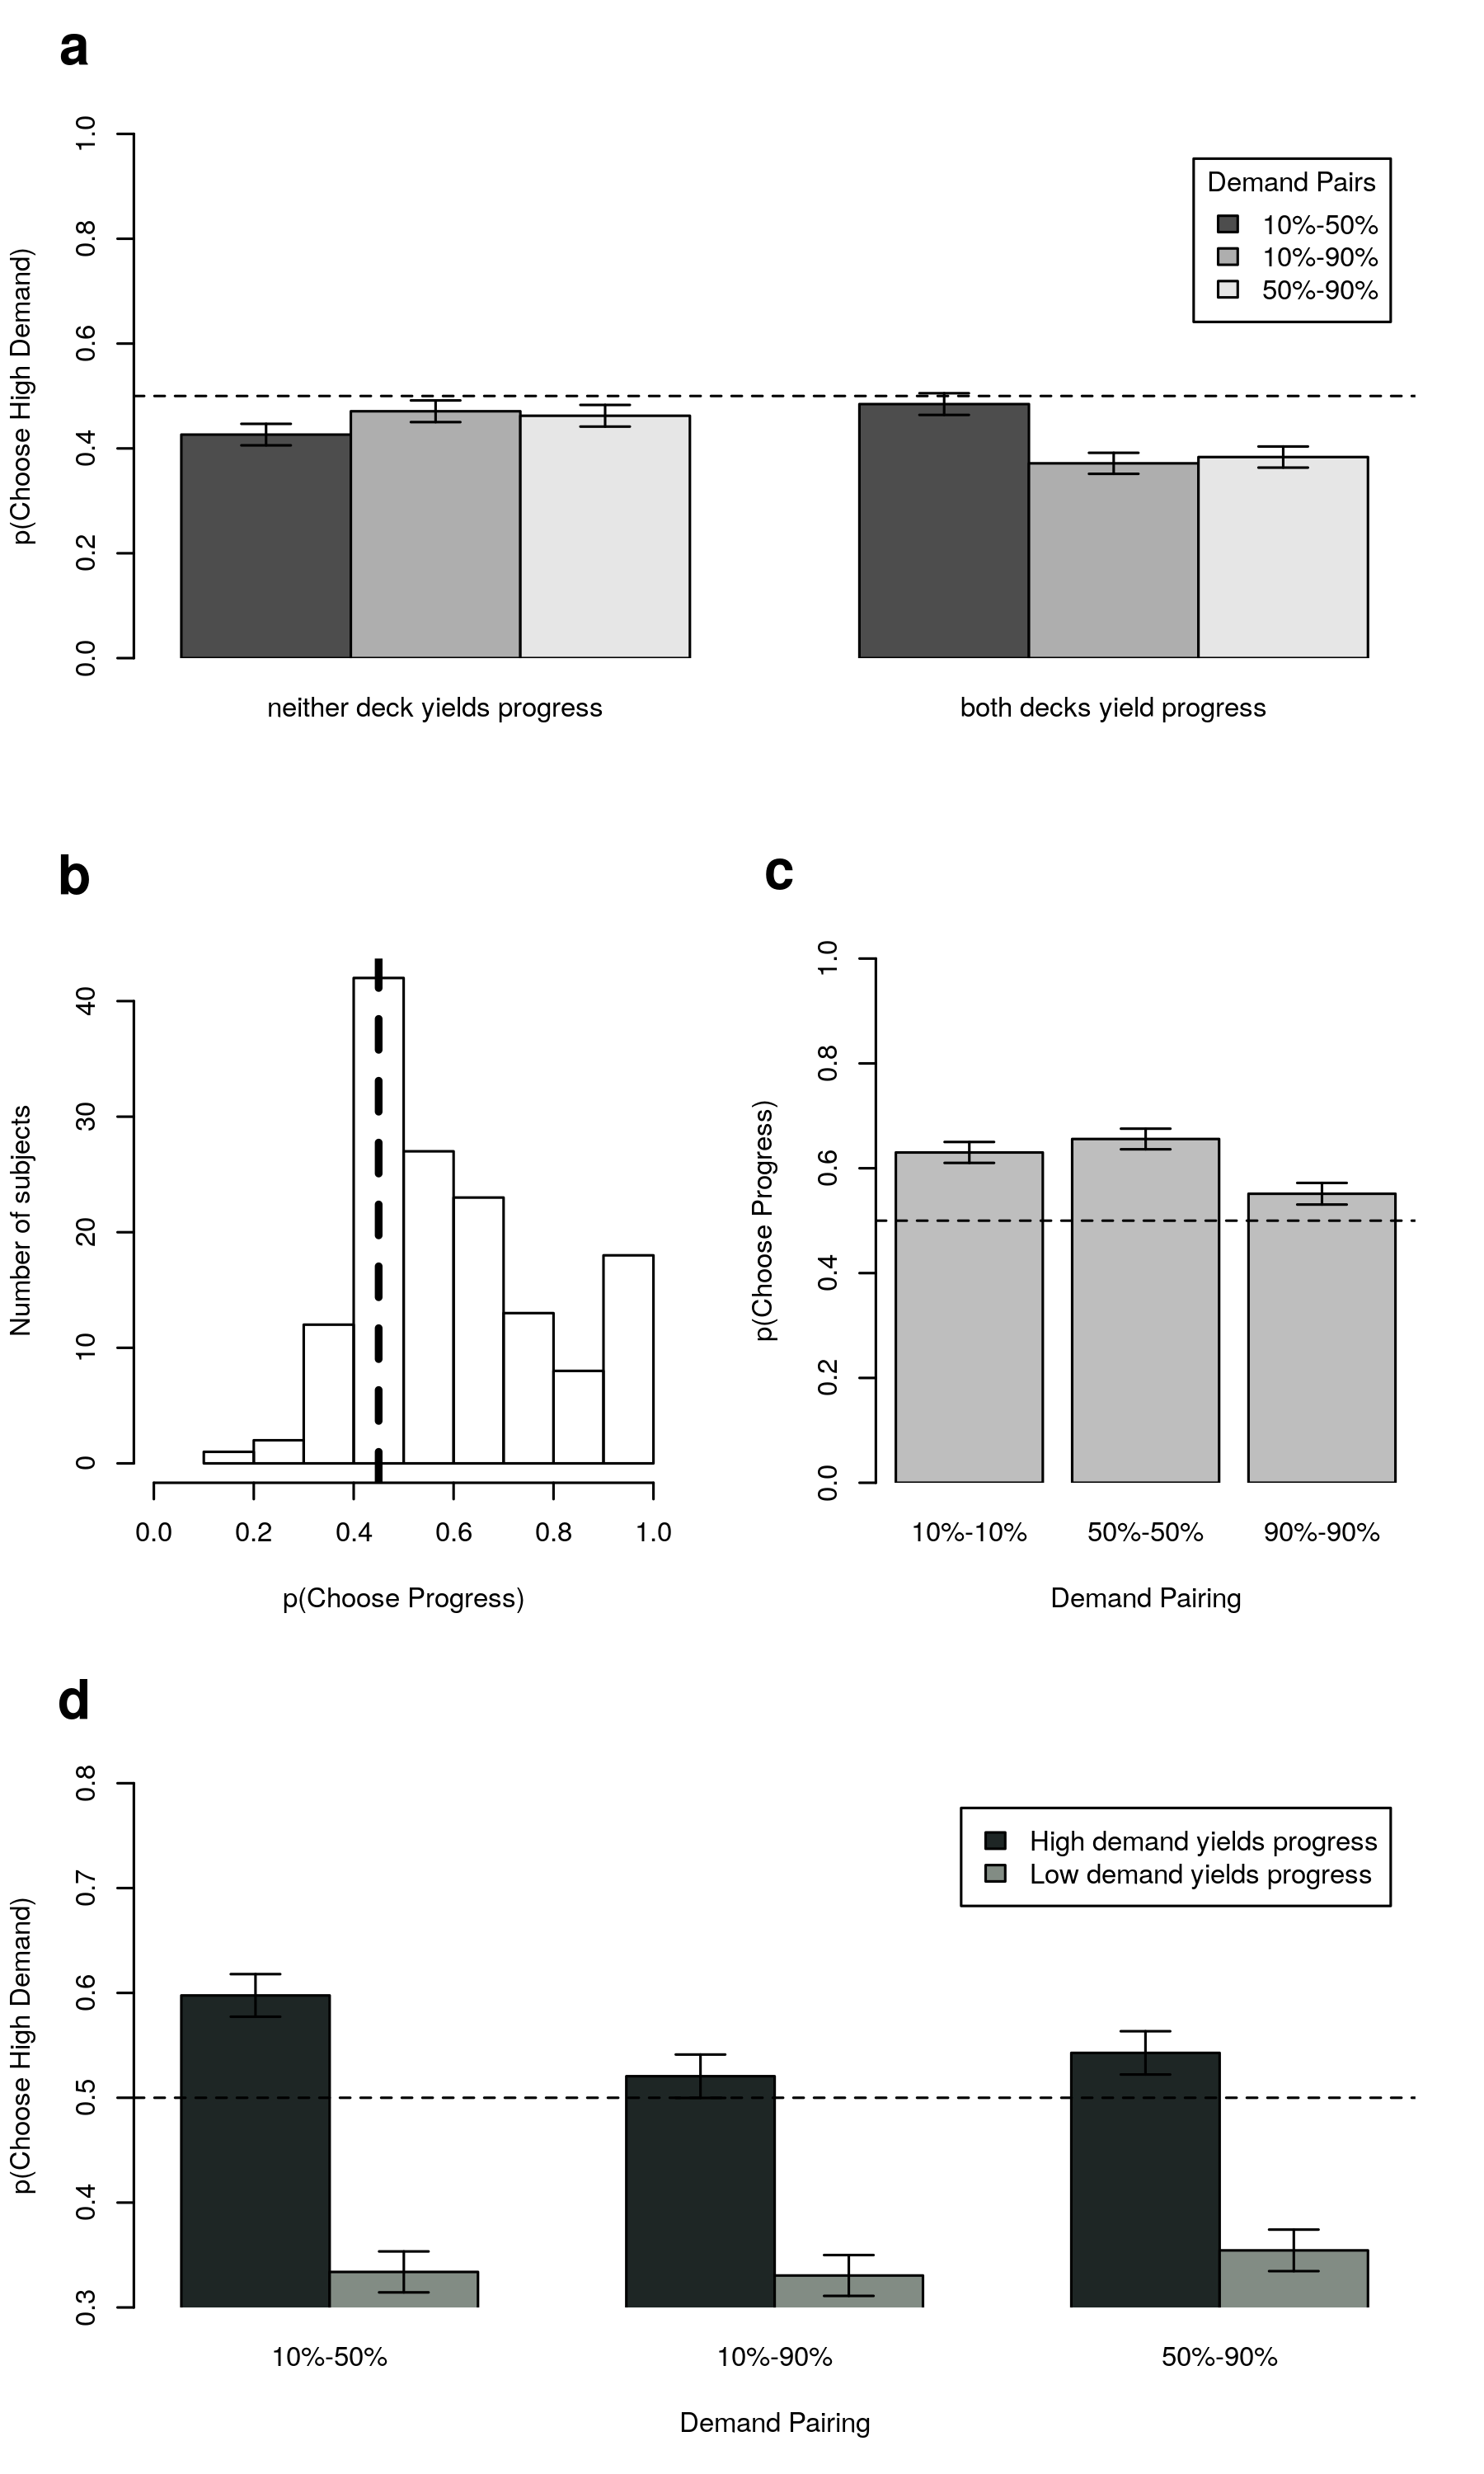 a
p(Choose High Demand)
1.0
0.8
0.6
0.4
0.2
0.0
Demand Pairs
10%-50%
10%-90%
50%-90%
neither deck yields progress
both decks yield progress
b
Number of subjects
40
30
20
10
0
0.0 0.2 0.4 0.6 0.8 1.0
p(Choose Progress)
c
p(Choose Progress)
1.0
0.8
0.6
0.4
0.2
0.0
10%-10% 50%-50% 90%-90%
Demand Pairing
d
p(Choose High Demand)
0.8
0.7
0.6
0.5
0.4
0.3
High demand yields progress
Low demand yields progress
10%-50% 10%-90% 50%-90%
Demand Pairing